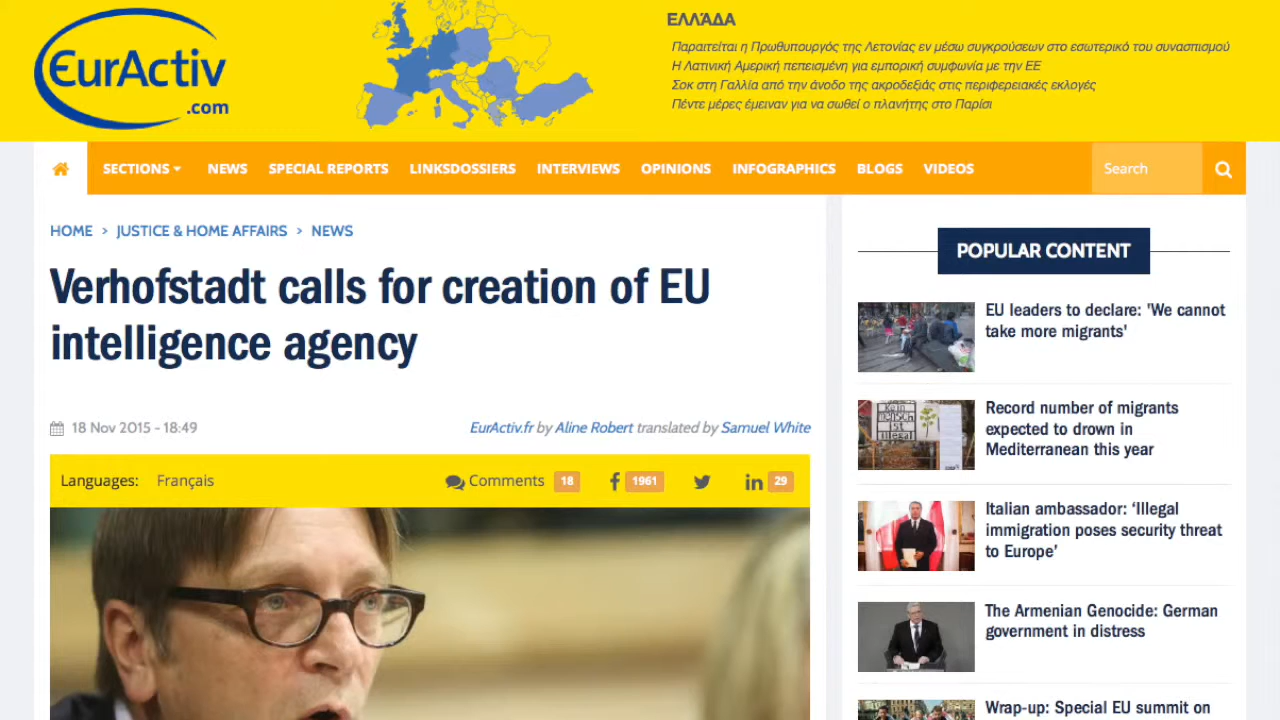 EurActiv
.com
ΕΛΛΆΔΑ
Παραιτείται η Πρωθυπουργός της Λετονίας εν μέσω συγκρούσεων στο εσωτερικό του συνασπισμού
Η Λατινική Αμερική πεπεισμένη για εμπορική συμφωνία με την ΕΕ
Σοκ στη Γαλλία από την άνοδο της ακροδεξιάς στις περιφερειακές εκλογές
Πέντε μέρες έμειναν για να σωθεί ο πλανήτης στο Παρίσι
SECTIONS NEWS SPECIAL REPORTS LINKSDOSSIERS INTERVIEWS OPINIONS INFOGRAPHICS BLOGS VIDEOS Search
HOME > JUSTICE & HOME AFFAIRS > NEWS
Verhofstadt calls for creation of EU
intelligence agency
18 Nov 2015 - 18:49
EurActiv.fr by Aline Robert translated by Samuel White
Languages: Français
Comments 18 1961 29
POPULAR CONTENT
EU leaders to declare: 'We cannot
take more migrants'
Record number of migrants
expected to drown in
Mediterranean this year
KEIN
MENSCH
IST
illegal
Italian ambassador: ‘Illegal
immigration poses security threat
to Europe’
The Armenian Genocide: German
government in distress
Wrap-up: Special EU summit on